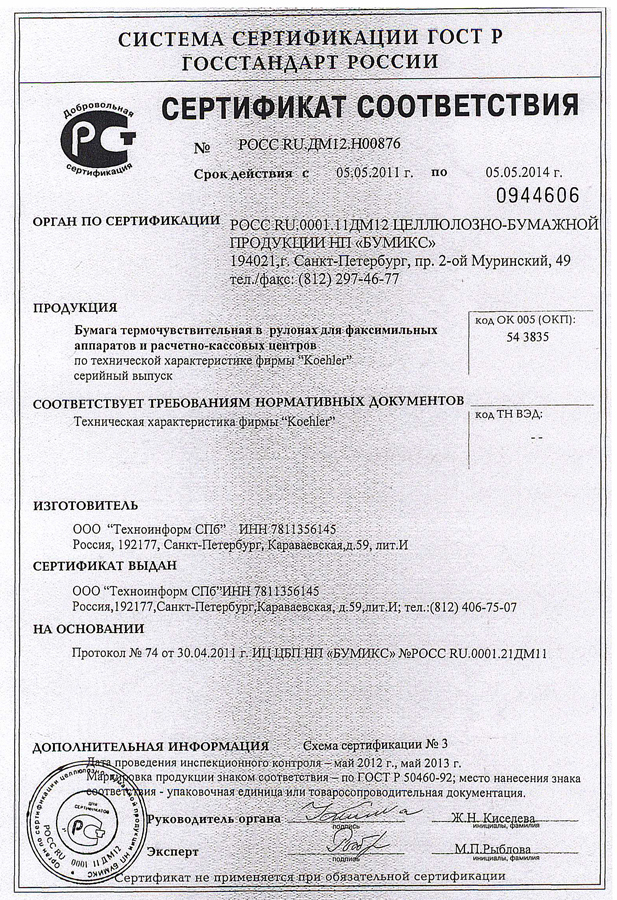 СИСТЕМА СЕРТИФИКАЦИИ ГОСТ Р
ГОССТАНДАРТ РОССИИ
Добровольная
сертификация
СЕРТИФИКАТ СООТВЕТСТВИЯ
№ РОСС RU.ДМ12.Н00876
Срок действия с 05.05.2011 г. по 05.05.2014 г.
0944606
ОРГАН ПО СЕРТИФИКАЦИИ РОСС RU.0001.11ДМ12 ЦЕЛЛЮЛОЗНО-БУМАЖНОЙ
ПРОДУКЦИИ НП «БУМИКС»
194021,г. Санкт-Петербург, пр. 2-ой Муринский, 49
тел./факс: (812) 297-46-77
ПРОДУКЦИЯ
Бумага термочувствительная в рулонах для факсимильных
аппаратов и расчетно-кассовых центров
по технической характеристике фирмы “Koehler”
серийный выпуск
код ОК 005 (ОКП):
54 3835
СООТВЕТСТВУЕТ ТРЕБОВАНИЯМ НОРМАТИВНЫХ ДОКУМЕНТОВ
Техническая характеристика фирмы “Koehler”
код ТН ВЭД:
- -
ИЗГОТОВИТЕЛЬ
ООО “Техноинформ СПб” ИНН 7811356145
Россия, 192177, Санкт-Петербург, Караваевская,д.59, лит.И
СЕРТИФИКАТ ВЫДАН
ООО “Техноинформ СПб”ИНН 7811356145
Россия,192177,Санкт-Петербург,Караваевская, д.59,лит.И; тел.:(812) 406-75-07
НА ОСНОВАНИИ
Протокол № 74 от 30.04.2011 г. ИЦ ЦБП НП «БУМИКС» №РОСС RU.0001.21ДМ11
ДОПОЛНИТЕЛЬНАЯ ИНФОРМАЦИЯ Схема сертификации № 3
Дата проведения инспекционного контроля – май 2012 г., май 2013 г.
Маркировка продукции знаком соответствия – по ГОСТ Р 50460-92; место нанесения знака
соответствия - упаковочная единица или товаросопроводительная документация.
Руководитель органа Ж.Н. Киселева
подпись инициалы, фамилия
Эксперт М.П.Рыблова
подпись инициалы, фамилия
Орган по сертификации целлюлозно-бумажной продукции НП БУМИКС
РОСС RU 0001 11ДМ12
ДЛЯ
СЕРТИФИКАТОВ
Сертификат не применяется при обязательной сертификации